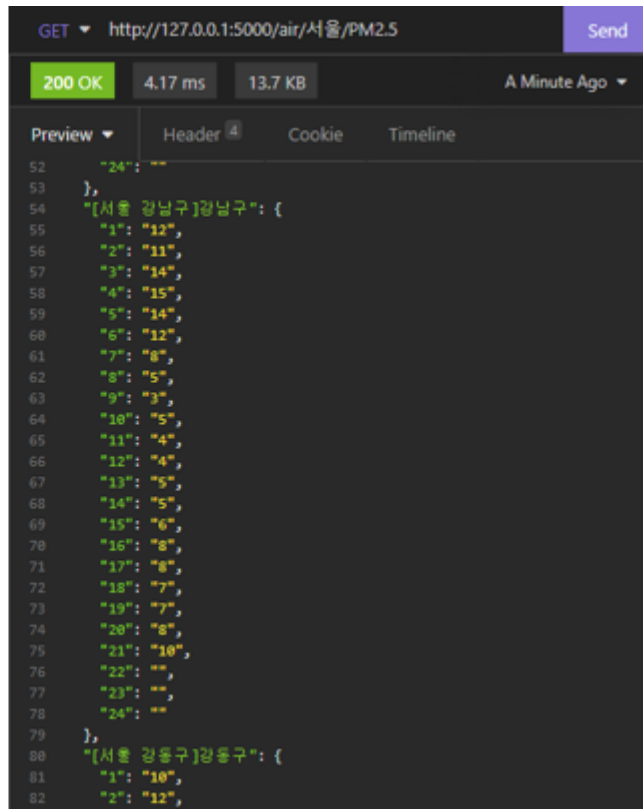 GET http://127.0.0.1:5000/air/서울/PM2.5 Send
200 OK 4.17 ms 13.7 KB A Minute Ago
Preview Header 4 Cookie Timeline
52 "24": ""
53 },
54 "[서울 강남구]강남구": {
55 "1": "12",
56 "2": "11",
57 "3": "14",
58 "4": "15",
59 "5": "14",
60 "6": "12",
61 "7": "8",
62 "8": "5",
63 "9": "3",
64 "10": "5",
65 "11": "4",
66 "12": "4",
67 "13": "5",
68 "14": "5",
69 "15": "6",
70 "16": "8",
71 "17": "8",
72 "18": "7",
73 "19": "7",
74 "20": "8",
75 "21": "10",
76 "22": "",
77 "23": "",
78 "24": ""
79 },
80 "[서울 강동구]강동구": {
81 "1": "10",
82 "2": "12",